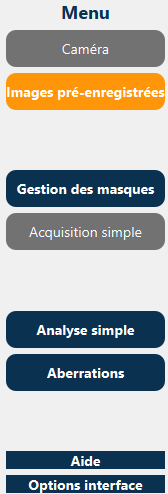 Menu
Caméra
Images pré-enregistrées
Gestion des masques
Acquisition simple
Analyse simple
Aberrations
Aide
Options interface